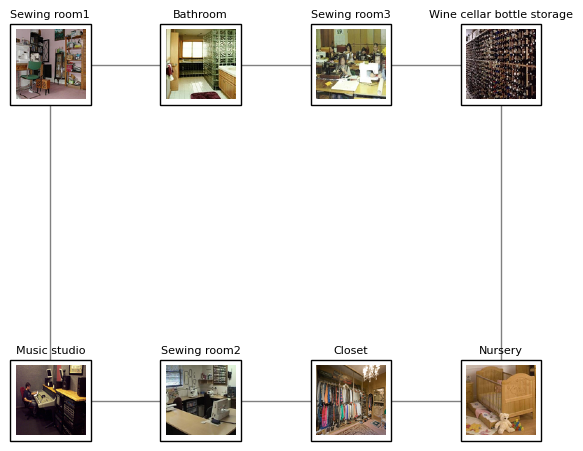 Sewing room1
Bathroom
Sewing room3
Wine cellar bottle storage
Music studio
Sewing room2
Closet
Nursery